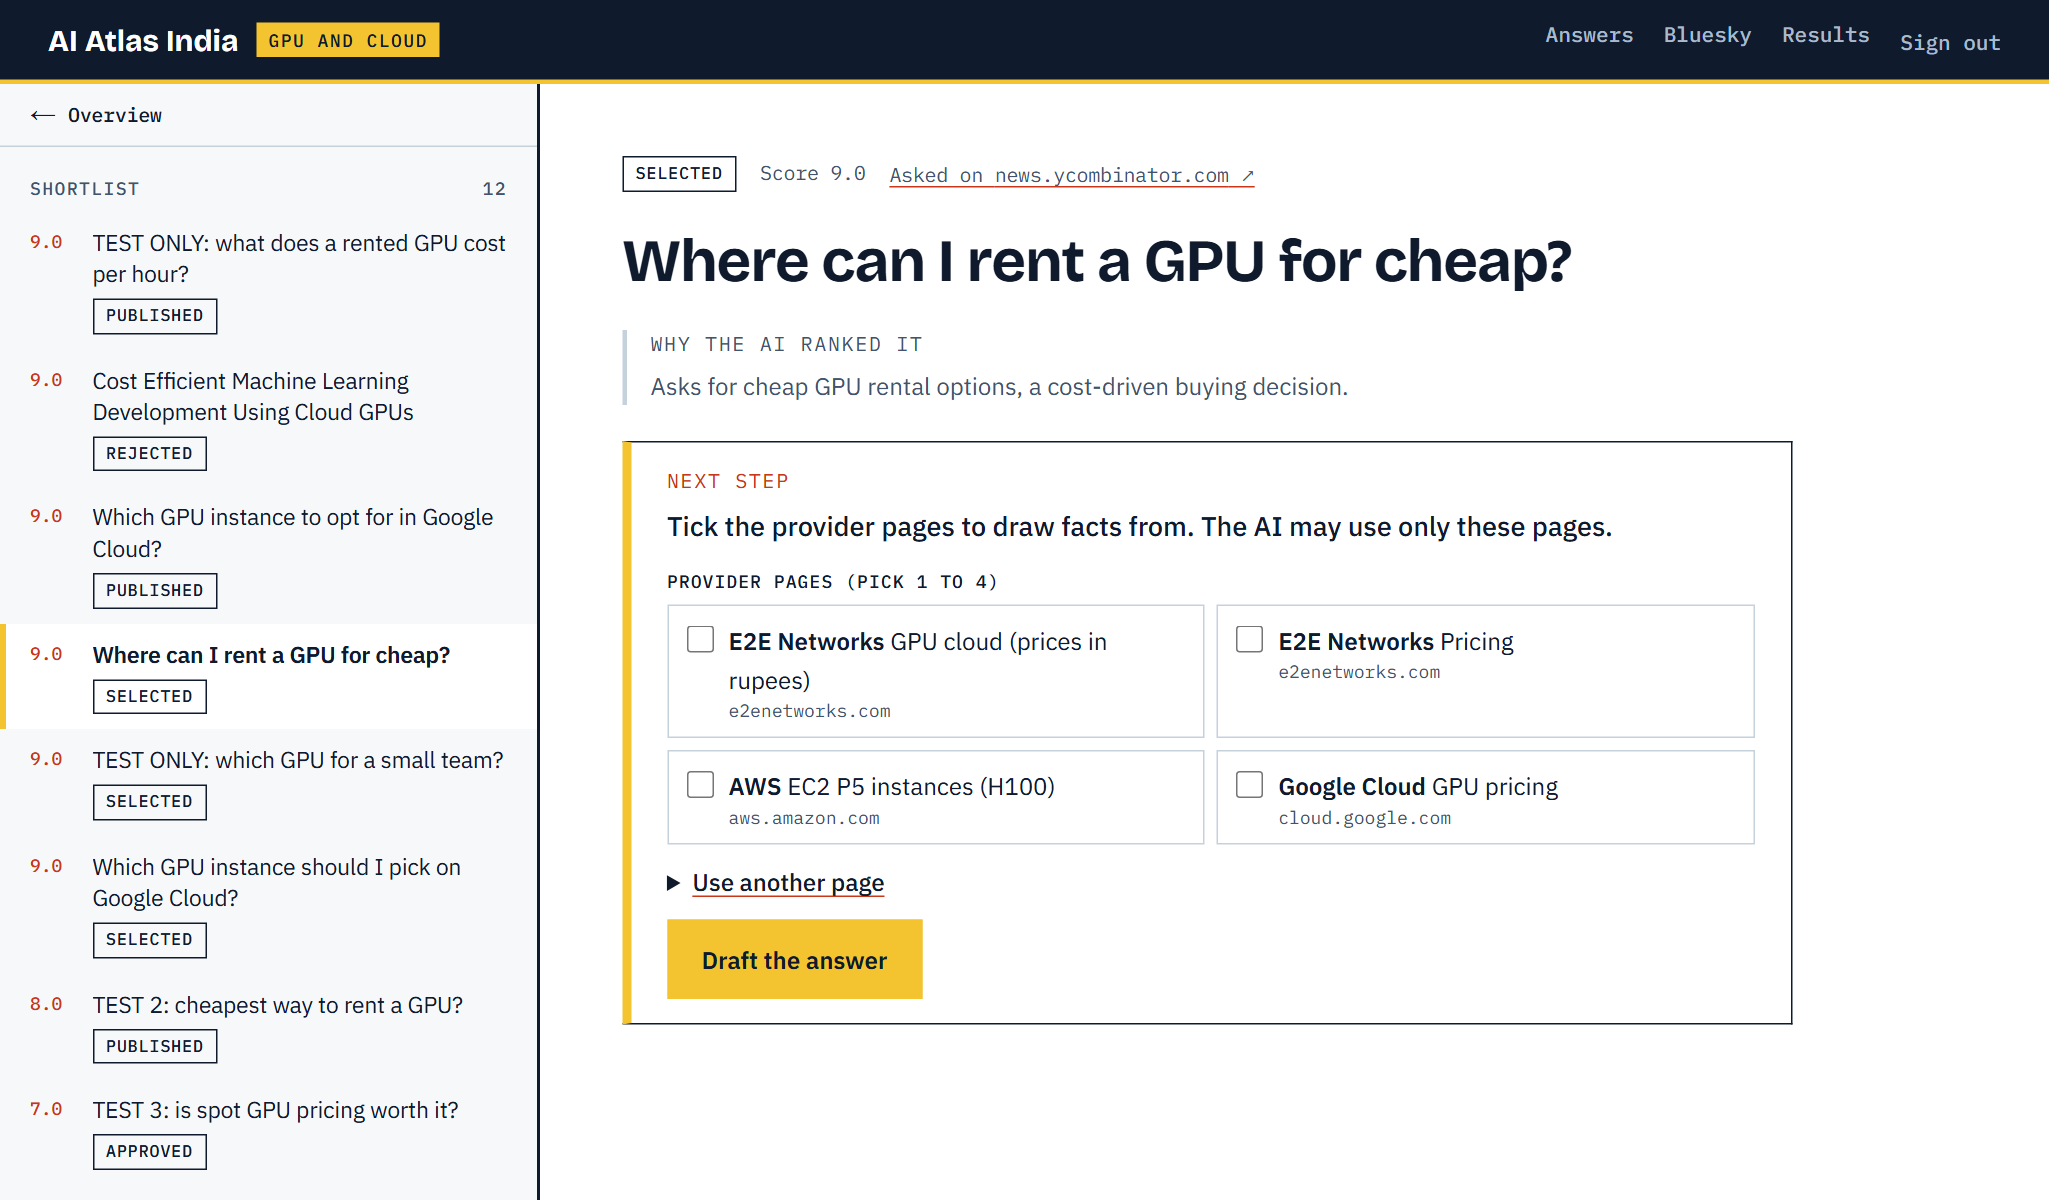 AI Atlas India GPU AND CLOUD Answers Bluesky Results Sign out
← Overview
SHORTLIST 12
9.0 TEST ONLY: what does a rented GPU cost
per hour?
PUBLISHED
9.0 Cost Efficient Machine Learning
Development Using Cloud GPUs
REJECTED
9.0 Which GPU instance to opt for in Google
Cloud?
PUBLISHED
9.0 Where can I rent a GPU for cheap?
SELECTED
9.0 TEST ONLY: which GPU for a small team?
SELECTED
9.0 Which GPU instance should I pick on
Google Cloud?
SELECTED
8.0 TEST 2: cheapest way to rent a GPU?
PUBLISHED
7.0 TEST 3: is spot GPU pricing worth it?
APPROVED
SELECTED Score 9.0 Asked on news.ycombinator.com ↗
Where can I rent a GPU for cheap?
WHY THE AI RANKED IT
Asks for cheap GPU rental options, a cost-driven buying decision.
NEXT STEP
Tick the provider pages to draw facts from. The AI may use only these pages.
PROVIDER PAGES (PICK 1 TO 4)
E2E Networks GPU cloud (prices in
rupees)
e2enetworks.com
E2E Networks Pricing
e2enetworks.com
AWS EC2 P5 instances (H100)
aws.amazon.com
Google Cloud GPU pricing
cloud.google.com
▶ Use another page
Draft the answer